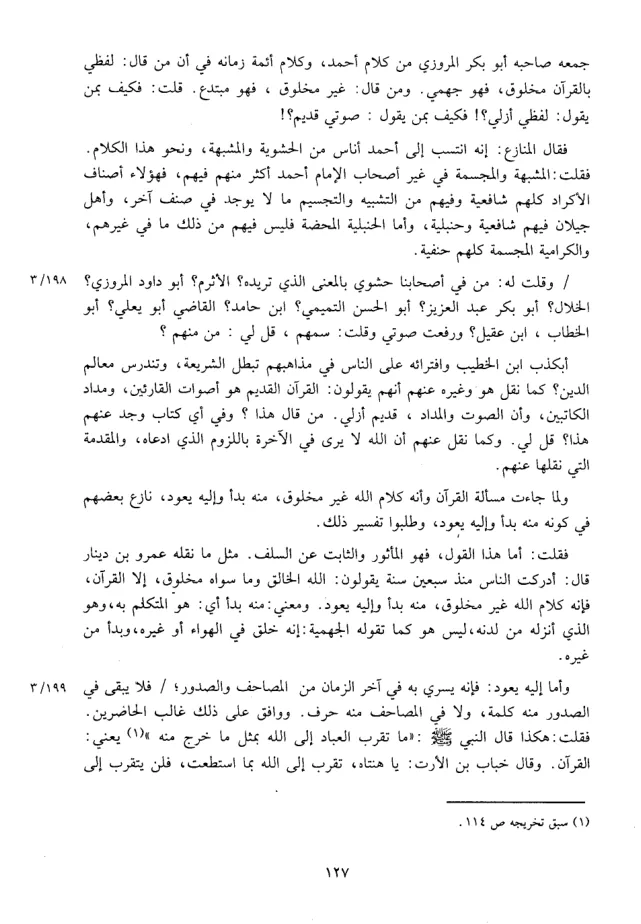 جمعه صاحبه أبو بكر المروزي من كلام أحمد، وكلام أئمة زمانه في أن من قال: لفظي
بالقرآن مخلوق، فهو جهمي. ومن قال: غير مخلوق ، فهو مبتدع. قلت: فكيف بمن
يقول: لفظي أزلي؟! فكيف بمن يقول : صوتي قديم؟!
فقال المنازع: إنه انتسب إلى أحمد أناس من الحشوية والمشبهة، ونحو هذا الكلام.
فقلت: المشبهة والمجسمة في غير أصحاب الإمام أحمد أكثر منهم فيهم، فهؤلاء أصناف
الأكراد كلهم شافعية وفيهم من التشبيه والتجسيم ما لا يوجد في صنف آخر، وأهل
جيلان فيهم شافعية وحنبلية، وأما الحنبلية المحضة فليس فيهم من ذلك ما في غيرهم،
والكرامية المجسمة كلهم حنفية.
/ وقلت له: من في أصحابنا حشوي بالمعنى الذي تريده؟ الأثرم؟ أبو داود المروزي؟ ٣/١٩٨
الخلال؟ أبو بكر عبد العزيز؟ أبو الحسن التميمي؟ ابن حامد؟ القاضي أبو يعلي؟ أبو
الخطاب ، ابن عقيل؟ ورفعت صوتي وقلت: سمهم ، قل لي : من منهم ؟
أبكذب ابن الخطيب وافترائه على الناس في مذاهبهم تبطل الشريعة، وتندرس معالم
الدين؟ كما نقل هو وغيره عنهم أنهم يقولون: القرآن القديم هو أصوات القارئين، ومداد
الكاتبين، وأن الصوت والمداد ، قديم أزلي. من قال هذا ؟ وفي أي كتاب وجد عنهم
هذا؟ قل لي. وكما نقل عنهم أن الله لا يرى في الآخرة باللزوم الذي ادعاه، والمقدمة
التي نقلها عنهم.
ولما جاءت مسألة القرآن وأنه كلام الله غير مخلوق، منه بدأ وإليه يعود، نازع بعضهم
في كونه منه بدأ وإليه يعود، وطلبوا تفسير ذلك.
فقلت: أما هذا القول، فهو المأثور والثابت عن السلف. مثل ما نقله عمرو بن دينار
قال: أدركت الناس منذ سبعين سنة يقولون: الله الخالق وما سواه مخلوق، إلا القرآن،
فإنه كلام الله غير مخلوق، منه بدأ وإليه يعود. ومعني: منه بدأ أي: هو المتكلم به، وهو
الذي أنزله من لدنه، ليس هو كما تقوله الجهمية: إنه خلق في الهواء أو غيره، وبدأ من
غيره.
وأما إليه يعود: فإنه يسري به في آخر الزمان من المصاحف والصدور؛ / فلا يبقى في ٣/١٩٩
الصدور منه كلمة، ولا في المصاحف منه حرف. ووافق على ذلك غالب الحاضرين.
فقلت: هكذا قال النبي ﷺ : «ما تقرب العباد إلى الله بمثل ما خرج منه »(١) يعني:
القرآن. وقال خباب بن الأرت: يا هنتاه، تقرب إلى الله بما استطعت، فلن يتقرب إلى
(١) سبق تخريجه ص ١١٤.
١٢٧